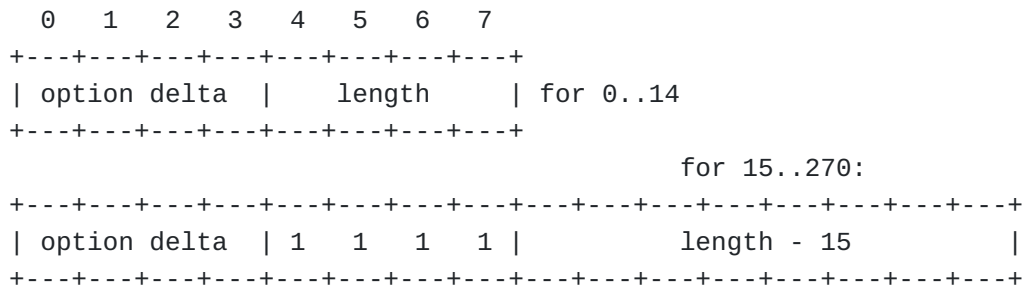 0   1   2   3   4   5   6   7
+---+---+---+---+---+---+---+---+
| option delta  |    length     | for 0..14
+---+---+---+---+---+---+---+---+
                                           for 15..270:
+---+---+---+---+---+---+---+---+---+---+---+---+---+---+---+---+
| option delta  | 1   1   1   1 |          length - 15          |
+---+---+---+---+---+---+---+---+---+---+---+---+---+---+---+---+